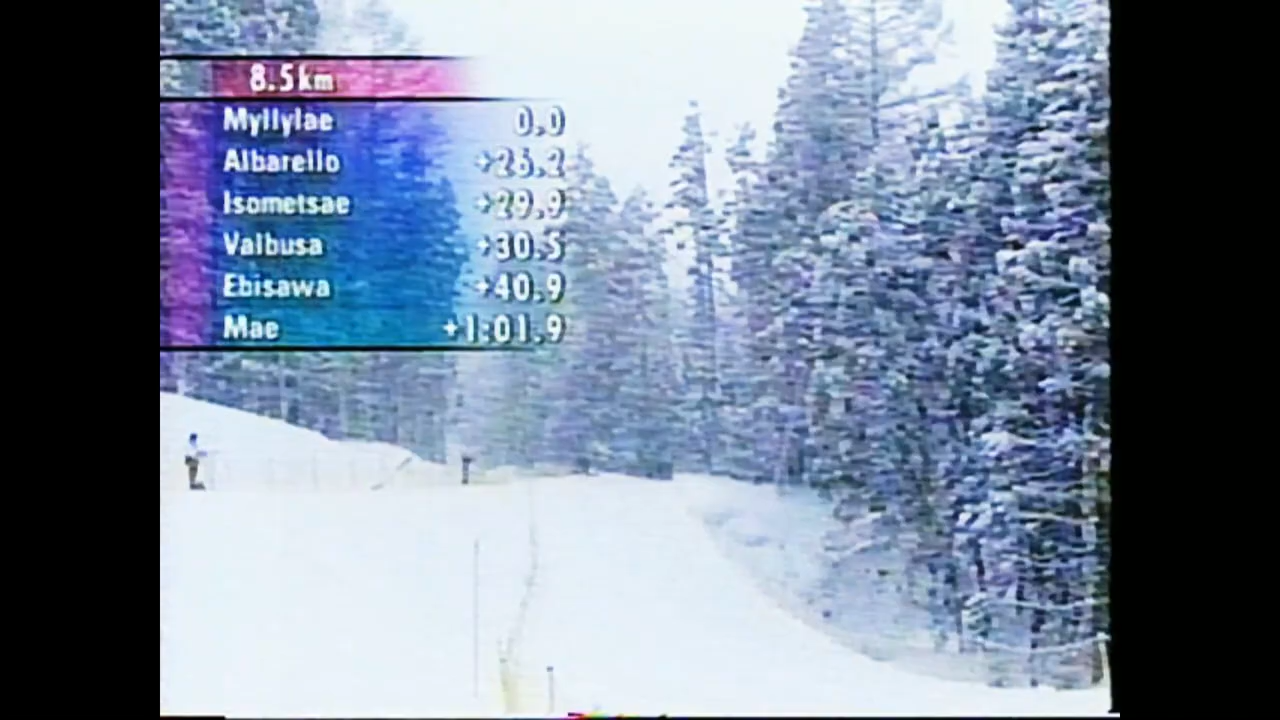 8.5km
Myllylae 0.0
Albarello +26.2
Isometsae +29.9
Valbusa +30.5
Ebisawa +40.9
Mae +1:01.9